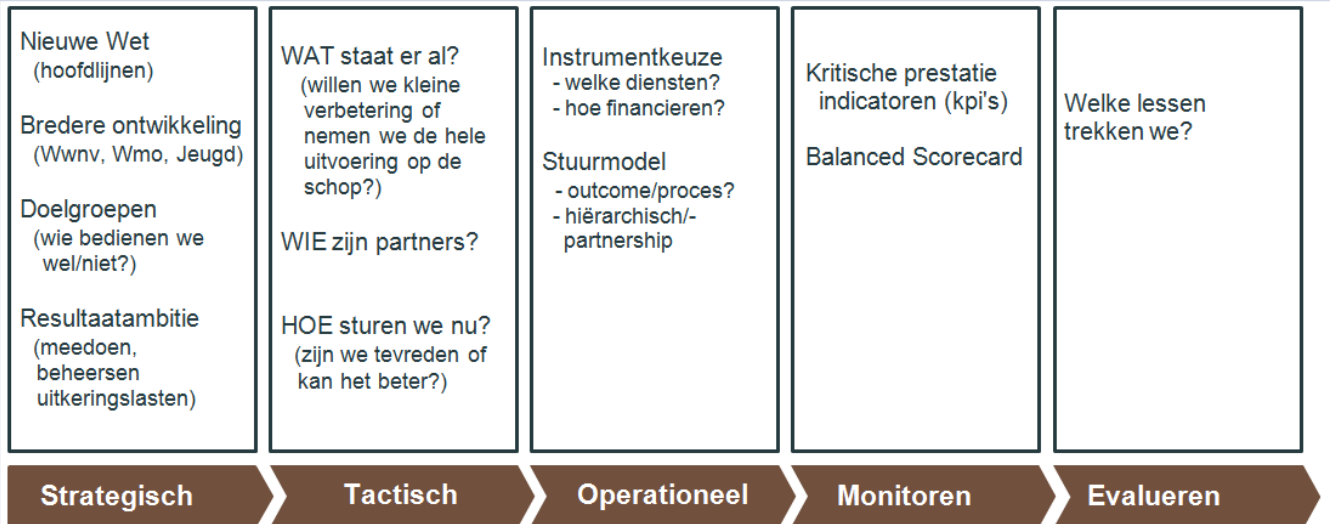 Nieuwe Wet
(hoofdlijnen)
Bredere ontwikkeling
(Wwnv, Wmo, Jeugd)
Doelgroepen
(wie bedienen we
wel/niet?)
Resultaatambitie
(meedoen,
beheersen
uitkeringslasten)
WAT staat er al?
(willen we kleine
verbetering of
nemen we de hele
uitvoering op de
schop?)
WIE zijn partners?
HOE sturen we nu?
(zijn we tevreden of
kan het beter?)
Instrumentkeuze
- welke diensten?
- hoe financieren?
Stuurmodel
- outcome/proces?
- hiërarchisch/-
partnership
Kritische prestatie
indicatoren (kpi's)
Balanced Scorecard
Welke lessen
trekken we?
Strategisch
Tactisch
Operationeel
Monitoren
Evalueren